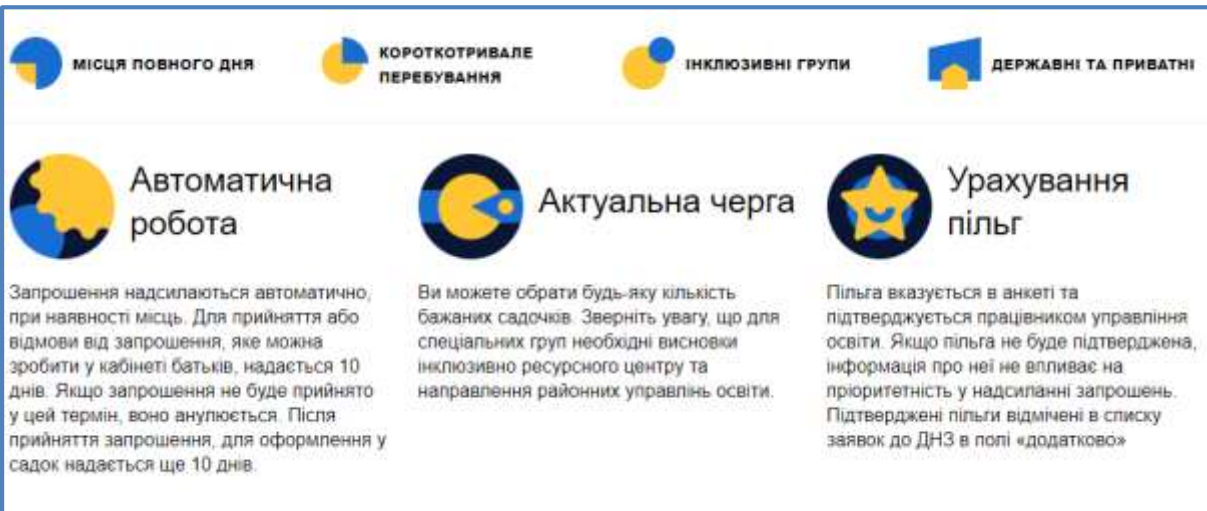 МІСЦЯ ПОВНОГО ДНЯ
КОРОТКОТРИВАЛЕ
ПЕРЕБУВАННЯ
ІНКЛЮЗИВНІ ГРУПИ
ДЕРЖАВНІ ТА ПРИВАТНІ
Автоматична
робота
Запрошення надсилаються автоматично,
при наявності місць. Для прийняття або
відмови від запрошення, яке можна
зробити у кабінеті батьків, надається 10
днів. Якщо запрошення не буде прийнято
у цей термін, воно анулюється. Після
прийняття запрошення, для оформлення у
садок надається ще 10 днів.
Актуальна черга
Ви можете обрати будь-яку кількість
бажаних садочків. Зверніть увагу, що для
спеціальних груп необхідні висновки
інклюзивно ресурсного центру та
направлення районних управлінь освіти.
Урахування
пільг
Пільга вказується в анкеті та
підтверджується працівником управління
освіти. Якщо пільга не буде підтверджена,
інформація про неї не впливає на
пріоритетність у надсиланні запрошень.
Підтверджені пільги відмічені в списку
заявок до ДНЗ в полі «додатково»